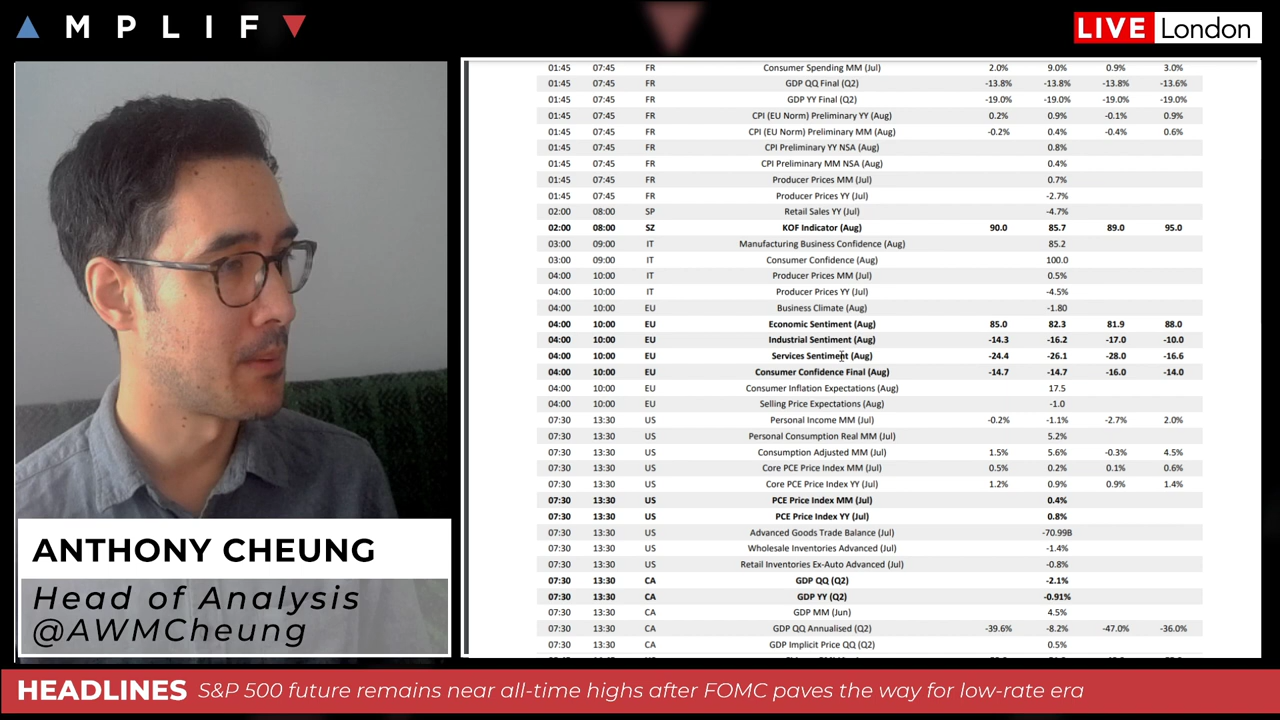 AMPLIFY
LIVE London
01:45 07:45 FR Consumer Spending MM (Jul) 2.0% 9.0% 0.9% 3.0%
01:45 07:45 FR GDP QQ Final (Q2) -13.8% -13.8% -13.8% -13.6%
01:45 07:45 FR GDP YY Final (Q2) -19.0% -19.0% -19.0% -19.0%
01:45 07:45 FR CPI (EU Norm) Preliminary YY (Aug) 0.2% 0.9% -0.1% 0.9%
01:45 07:45 FR CPI (EU Norm) Preliminary MM (Aug) -0.2% 0.4% -0.4% 0.6%
01:45 07:45 FR CPI Preliminary YY NSA (Aug) 0.8%
01:45 07:45 FR CPI Preliminary MM NSA (Aug) 0.4%
01:45 07:45 FR Producer Prices MM (Jul) 0.7%
01:45 07:45 FR Producer Prices YY (Jul) -2.7%
02:00 08:00 SP Retail Sales YY (Jul) -4.7%
02:00 08:00 SZ KOF Indicator (Aug) 90.0 85.7 89.0 95.0
03:00 09:00 IT Manufacturing Business Confidence (Aug) 85.2
03:00 09:00 IT Consumer Confidence (Aug) 100.0
04:00 10:00 IT Producer Prices MM (Jul) 0.5%
04:00 10:00 IT Producer Prices YY (Jul) -4.5%
04:00 10:00 EU Business Climate (Aug) -1.80
04:00 10:00 EU Economic Sentiment (Aug) 85.0 82.3 81.9 88.0
04:00 10:00 EU Industrial Sentiment (Aug) -14.3 -16.2 -17.0 -10.0
04:00 10:00 EU Services Sentiment (Aug) -24.4 -26.1 -28.0 -16.6
04:00 10:00 EU Consumer Confidence Final (Aug) -14.7 -14.7 -16.0 -14.0
04:00 10:00 EU Consumer Inflation Expectations (Aug) 17.5
04:00 10:00 EU Selling Price Expectations (Aug) -1.0
07:30 13:30 US Personal Income MM (Jul) -0.2% -1.1% -2.7% 2.0%
07:30 13:30 US Personal Consumption Real MM (Jul) 5.2%
07:30 13:30 US Consumption Adjusted MM (Jul) 1.5% 5.6% -0.3% 4.5%
07:30 13:30 US Core PCE Price Index MM (Jul) 0.5% 0.2% 0.1% 0.6%
07:30 13:30 US Core PCE Price Index YY (Jul) 1.2% 0.9% 0.9% 1.4%
07:30 13:30 US PCE Price Index MM (Jul) 0.4%
07:30 13:30 US PCE Price Index YY (Jul) 0.8%
07:30 13:30 US Advanced Goods Trade Balance (Jul) -70.99B
07:30 13:30 US Wholesale Inventories Advanced (Jul) -1.4%
07:30 13:30 US Retail Inventories Ex-Auto Advanced (Jul) -0.8%
07:30 13:30 CA GDP QQ (Q2) -2.1%
07:30 13:30 CA GDP YY (Q2) -0.91%
07:30 13:30 CA GDP MM (Jun) 4.5%
07:30 13:30 CA GDP QQ Annualised (Q2) -39.6% -8.2% -47.0% -36.0%
07:30 13:30 CA GDP Implicit Price QQ (Q2) 0.5%
ANTHONY CHEUNG
Head of Analysis
@AWMCheung
HEADLINES S&P 500 future remains near all-time highs after FOMC paves the way for low-rate era